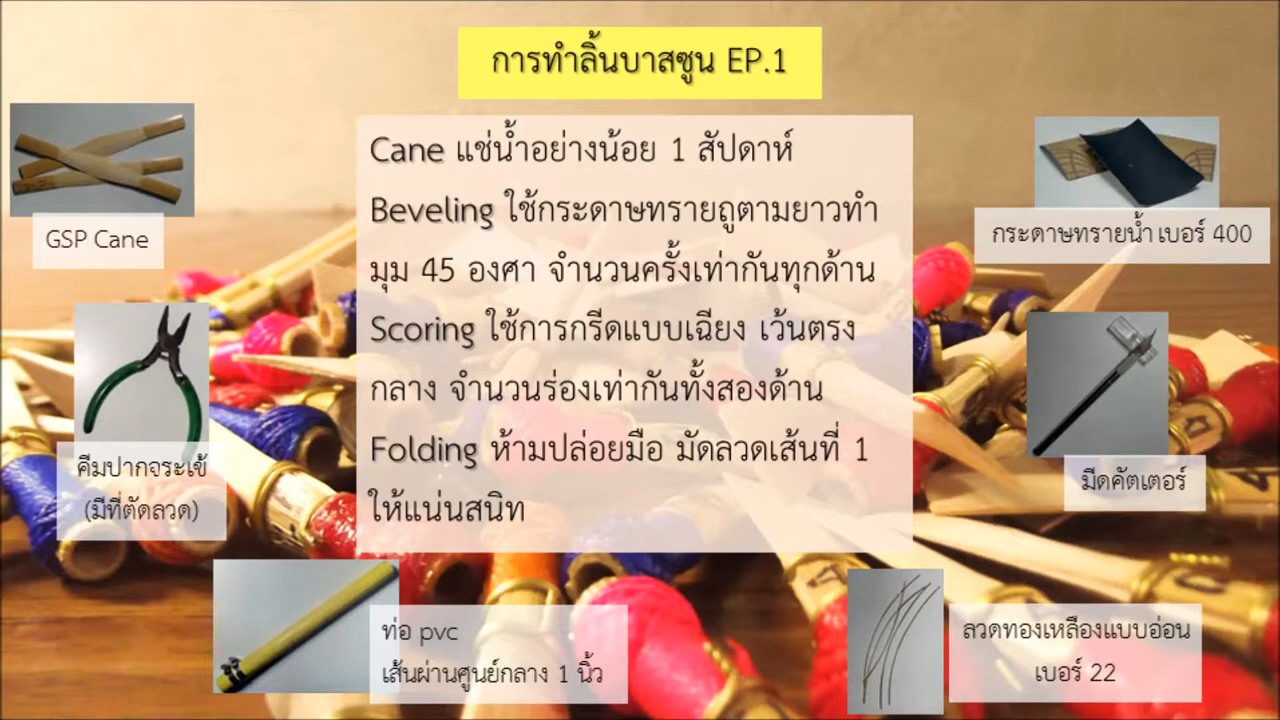 การทำลิ้นบาสซูน EP.1
Cane แช่น้ำอย่างน้อย 1 สัปดาห์
Beveling ใช้กระดาษทรายถูตามยาวทำ
มุม 45 องศา จำนวนครั้งเท่ากันทุกด้าน
Scoring ใช้การกรีดแบบเฉียง เว้นตรง
กลาง จำนวนร่องเท่ากันทั้งสองด้าน
Folding ห้ามปล่อยมือ มัดลวดเส้นที่ 1
ให้แน่นสนิท
GSP Cane
คีมปากจระเข้
(มีที่ตัดลวด)
ท่อ pvc
เส้นผ่านศูนย์กลาง 1 นิ้ว
กระดาษทรายน้ำ เบอร์ 400
มีดคัตเตอร์
ลวดทองเหลืองแบบอ่อน
เบอร์ 22